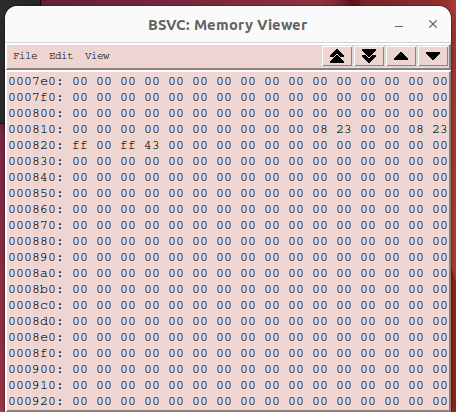 BSVC: Memory Viewer
File Edit View
0007e0: 00 00 00 00 00 00 00 00 00 00 00 00 00 00 00 00
0007f0: 00 00 00 00 00 00 00 00 00 00 00 00 00 00 00 00
000800: 00 00 00 00 00 00 00 00 00 00 00 00 00 00 00 00
000810: 00 00 00 00 00 00 00 00 00 00 8 23 00 00 8 23
000820: ff 00 ff 43 00 00 00 00 00 00 00 00 00 00 00 00
000830: 00 00 00 00 00 00 00 00 00 00 00 00 00 00 00 00
000840: 00 00 00 00 00 00 00 00 00 00 00 00 00 00 00 00
000850: 00 00 00 00 00 00 00 00 00 00 00 00 00 00 00 00
000860: 00 00 00 00 00 00 00 00 00 00 00 00 00 00 00 00
000870: 00 00 00 00 00 00 00 00 00 00 00 00 00 00 00 00
000880: 00 00 00 00 00 00 00 00 00 00 00 00 00 00 00 00
000890: 00 00 00 00 00 00 00 00 00 00 00 00 00 00 00 00
0008a0: 00 00 00 00 00 00 00 00 00 00 00 00 00 00 00 00
0008b0: 00 00 00 00 00 00 00 00 00 00 00 00 00 00 00 00
0008c0: 00 00 00 00 00 00 00 00 00 00 00 00 00 00 00 00
0008d0: 00 00 00 00 00 00 00 00 00 00 00 00 00 00 00 00
0008e0: 00 00 00 00 00 00 00 00 00 00 00 00 00 00 00 00
0008f0: 00 00 00 00 00 00 00 00 00 00 00 00 00 00 00 00
000900: 00 00 00 00 00 00 00 00 00 00 00 00 00 00 00 00
000910: 00 00 00 00 00 00 00 00 00 00 00 00 00 00 00 00
000920: 00 00 00 00 00 00 00 00 00 00 00 00 00 00 00 00